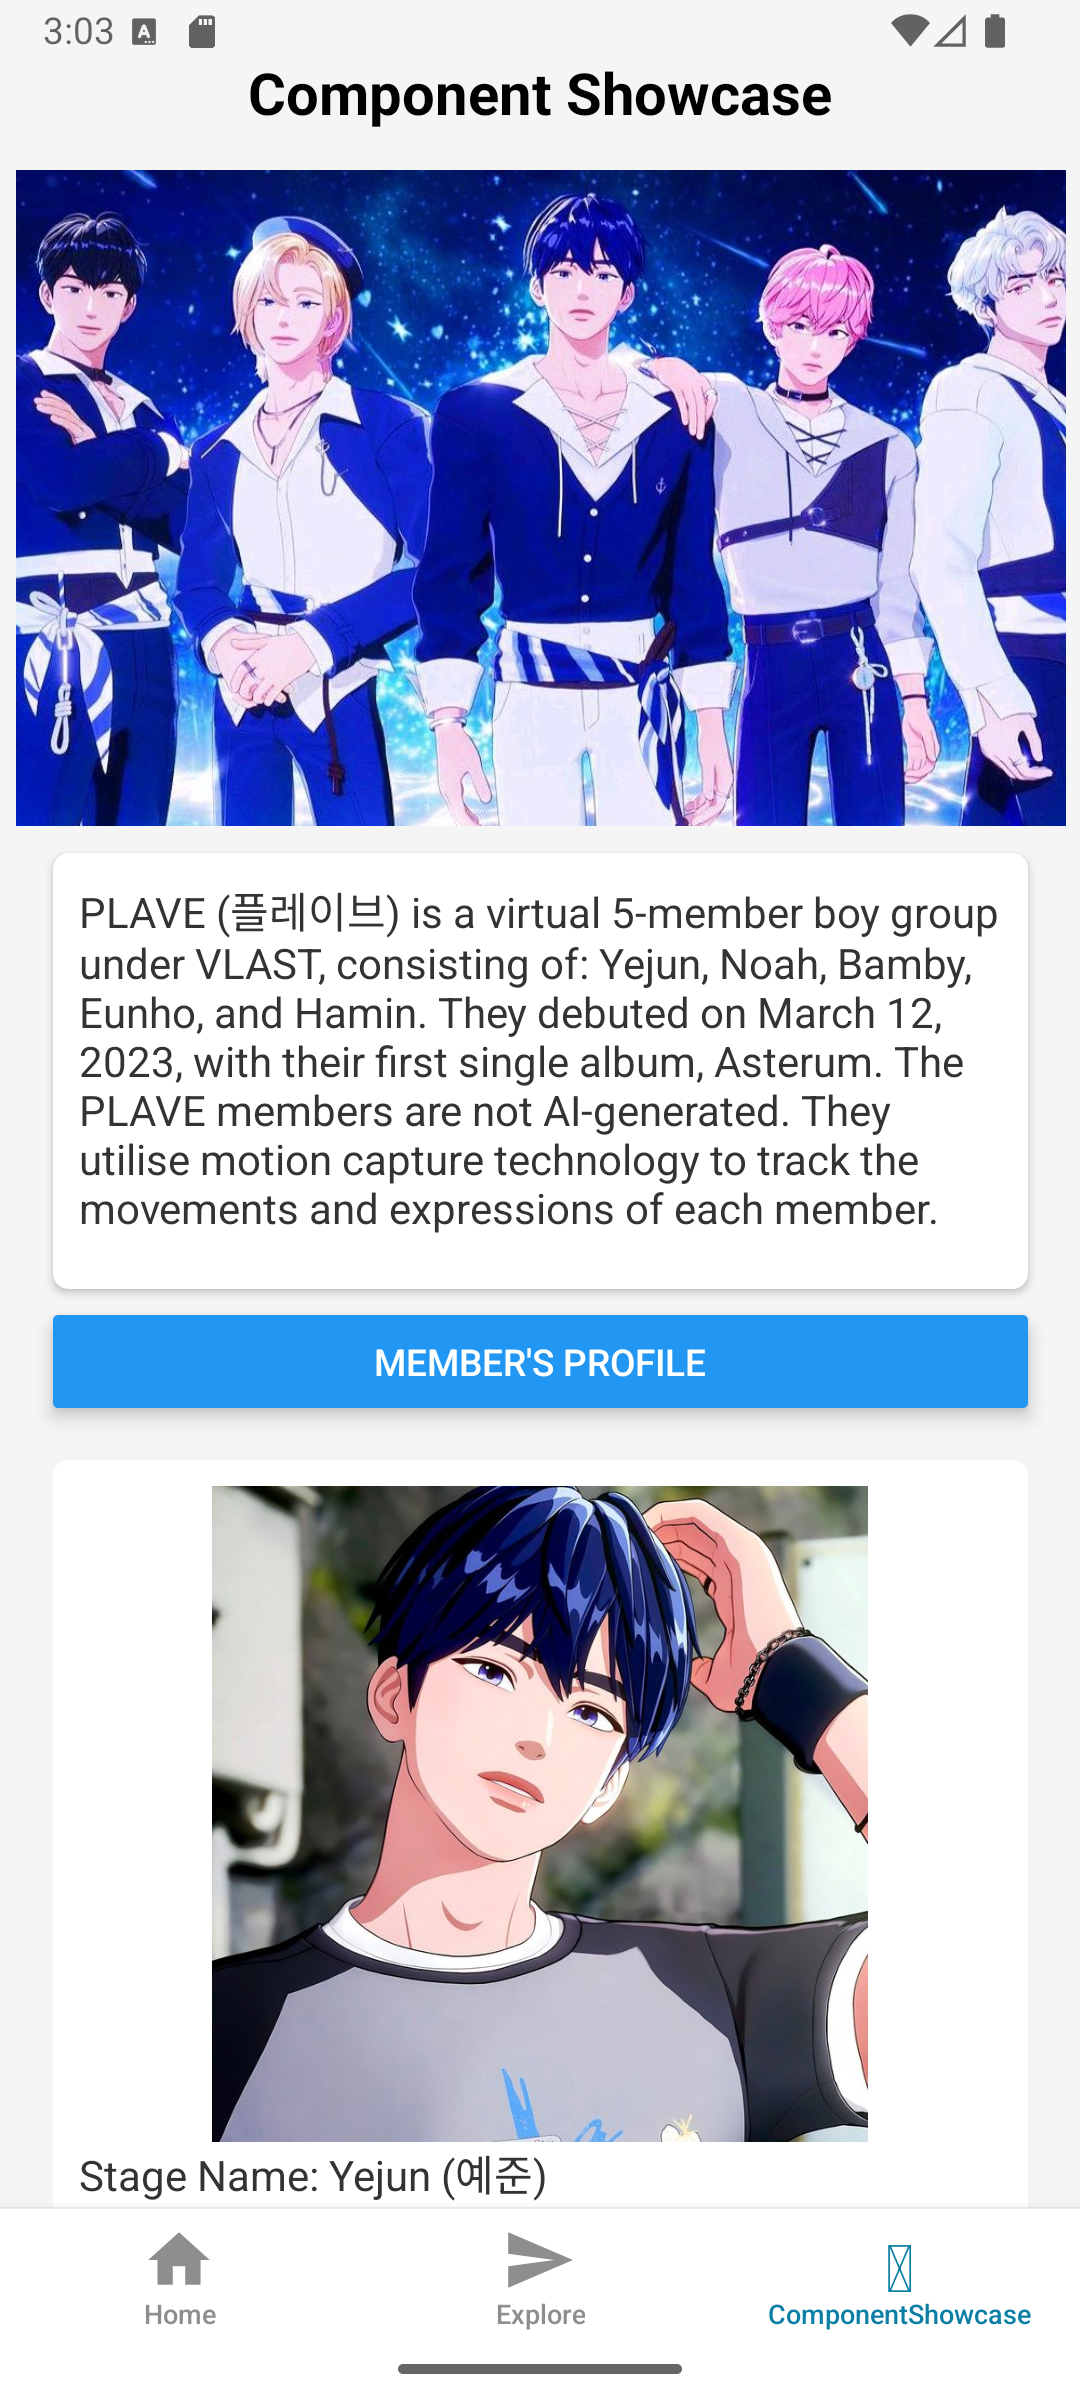 3:03
Component Showcase
PLAVE (플레이브) is a virtual 5-member boy group
under VLAST, consisting of: Yejun, Noah, Bamby,
Eunho, and Hamin. They debuted on March 12,
2023, with their first single album, Asterum. The
PLAVE members are not AI-generated. They
utilise motion capture technology to track the
movements and expressions of each member.
MEMBER'S PROFILE
Stage Name: Yejun (예준)
Home
Explore
ComponentShowcase